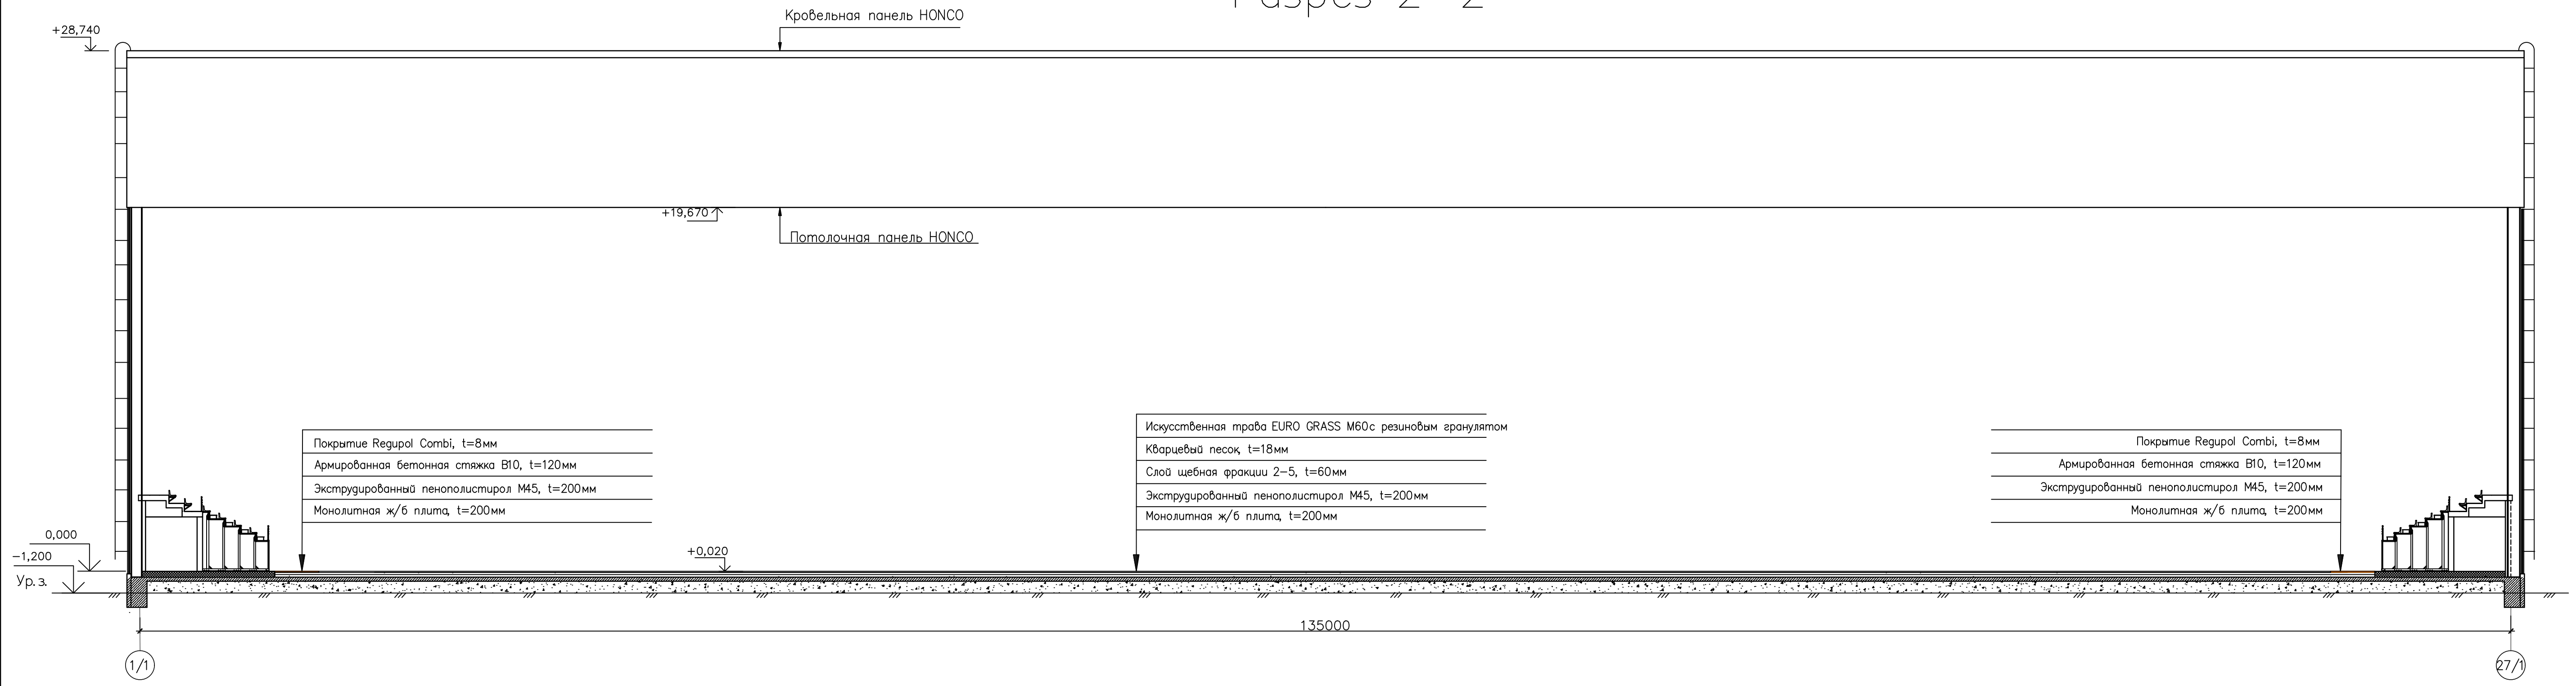 Разрез 2-2
Кровельная панель HONCO
+28,740
+19,670
Потолочная панель HONCO
Покрытие Regupol Combi, t=8мм
Армированная бетонная стяжка В10, t=120мм
Экструдированный пенополистирол М45, t=200мм
Монолитная ж/б плита, t=200мм
Искусственная трава EURO GRASS М60с резиновым гранулятом
Кварцевый песок, t=18мм
Слой щебная фракции 2-5, t=60мм
Экструдированный пенополистирол М45, t=200мм
Монолитная ж/б плита, t=200мм
Покрытие Regupol Combi, t=8мм
Армированная бетонная стяжка В10, t=120мм
Экструдированный пенополистирол М45, t=200мм
Монолитная ж/б плита, t=200мм
0,000
-1,200
Ур.з.
+0,020
135000
1/1
27/1